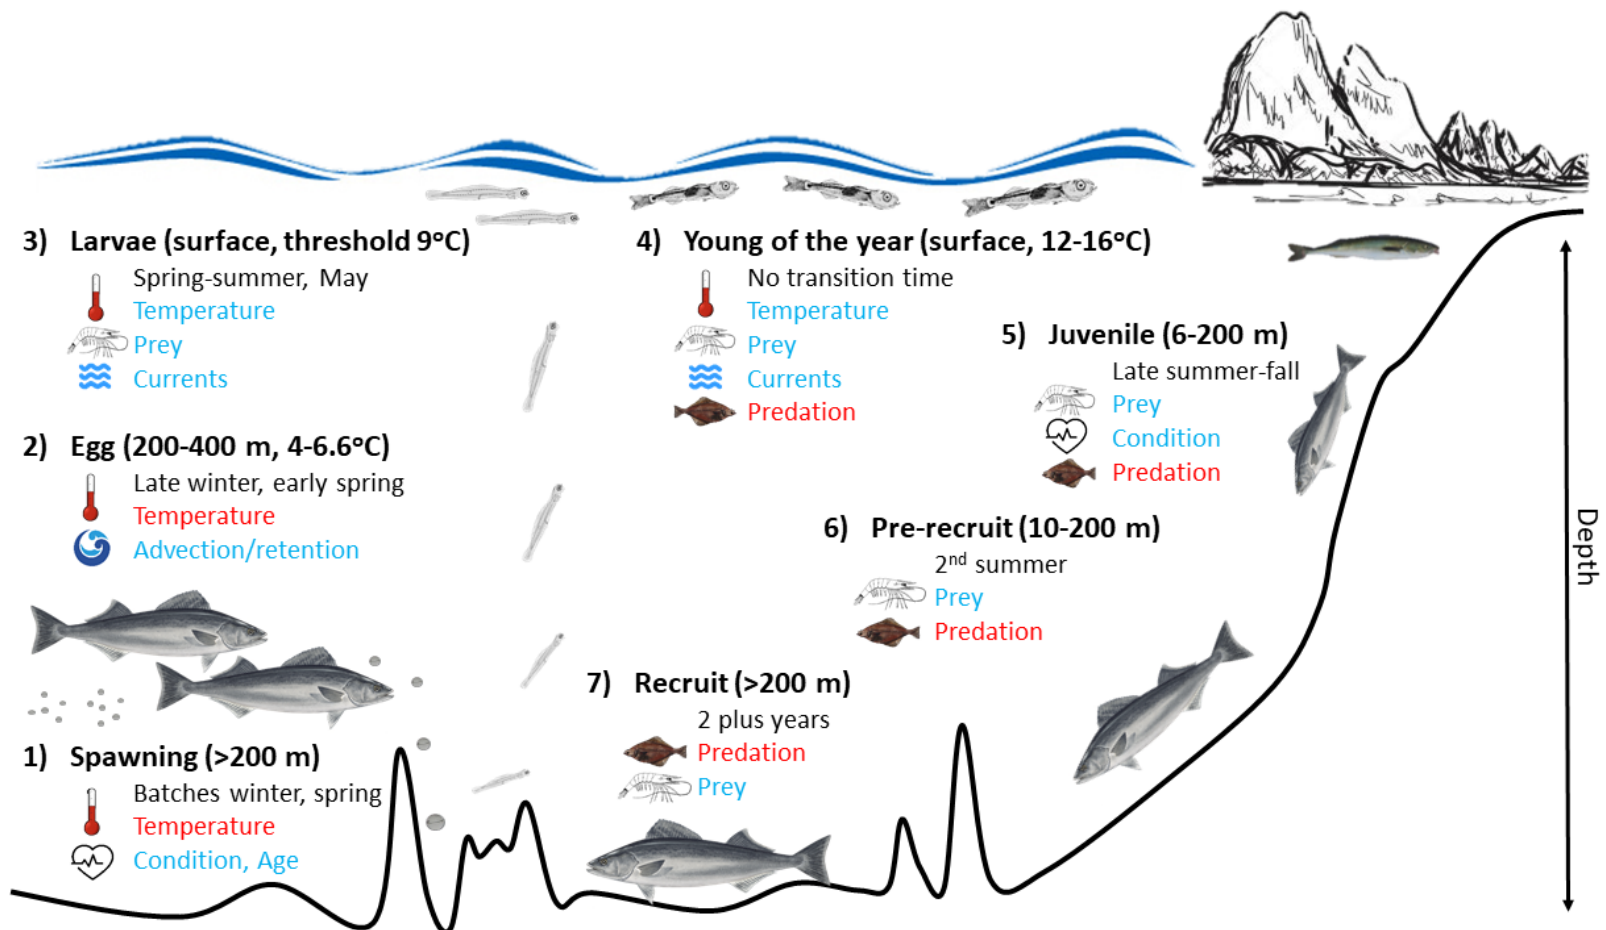 3) Larvae (surface, threshold 9°C)
Spring-summer, May
Temperature
Prey
Currents
4) Young of the year (surface, 12-16°C)
No transition time
Temperature
Prey
Currents
Predation
5) Juvenile (6-200 m)
Late summer-fall
Prey
Condition
Predation
2) Egg (200-400 m, 4-6.6°C)
Late winter, early spring
Temperature
Advection/retention
6) Pre-recruit (10-200 m)
2nd summer
Prey
Predation
7) Recruit (>200 m)
2 plus years
Predation
Prey
1) Spawning (>200 m)
Batches winter, spring
Temperature
Condition, Age
Depth